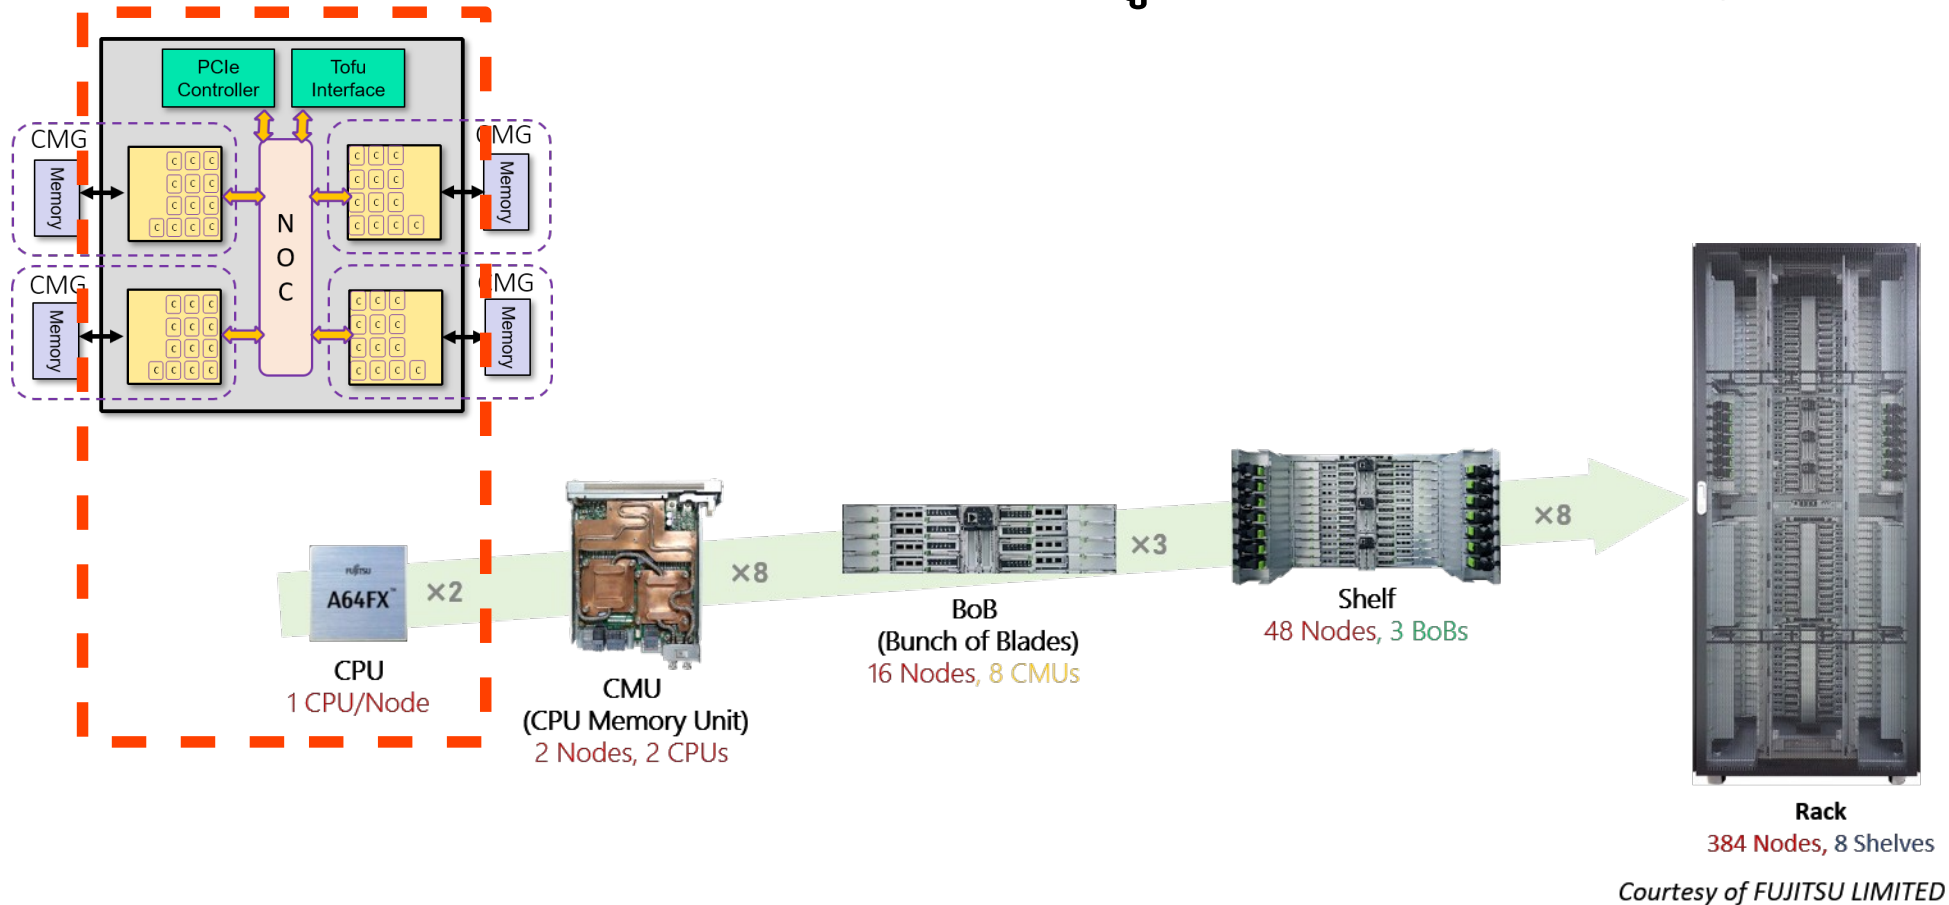 PCIe
Controller
Tofu
Interface
CMG
CMG
Memory
Memory
C C C
C C C
C C C
C C C C
C C C
C C C
C C C
C C C C
N
O
C
CMG
CMG
Memory
Memory
C C C
C C C
C C C
C C C C
C C C
C C C
C C C
C C C C
FUJITSU
A64FX™
×2
CPU
1 CPU/Node
CMU
(CPU Memory Unit)
2 Nodes, 2 CPUs
×8
BoB
(Bunch of Blades)
16 Nodes, 8 CMUs
×3
Shelf
48 Nodes, 3 BoBs
×8
Rack
384 Nodes, 8 Shelves
Courtesy of FUJITSU LIMITED